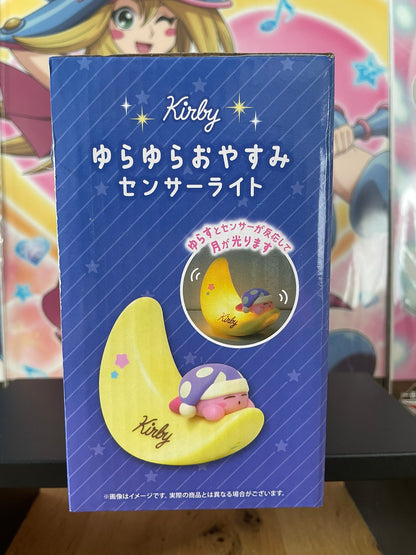 Kirby
ゆらゆらおやすみ
センサーライト
ゆらすとセンサーが反応して
月が光ります
Kirby
Kirby
※画像はイメージです。実際の商品とは異なる場合がございます。